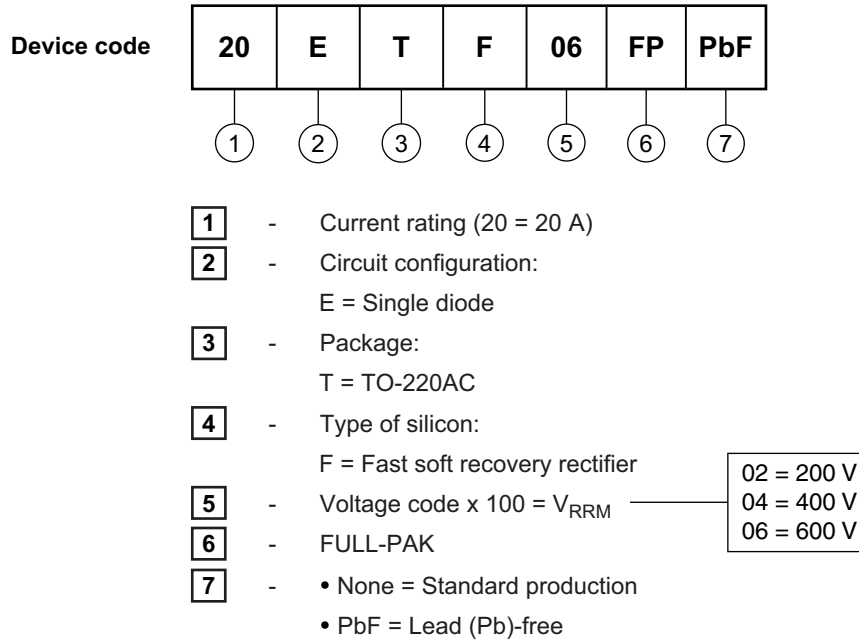 Device code 20 E T F 06 FP PbF
1 2 3 4 5 6 7
1 - Current rating (20 = 20 A)
2 - Circuit configuration:
E = Single diode
3 - Package:
T = TO-220AC
4 - Type of silicon:
F = Fast soft recovery rectifier
5 - Voltage code x 100 = VRRM
02 = 200 V
04 = 400 V
06 = 600 V
6 - FULL-PAK
7 - • None = Standard production
• PbF = Lead (Pb)-free